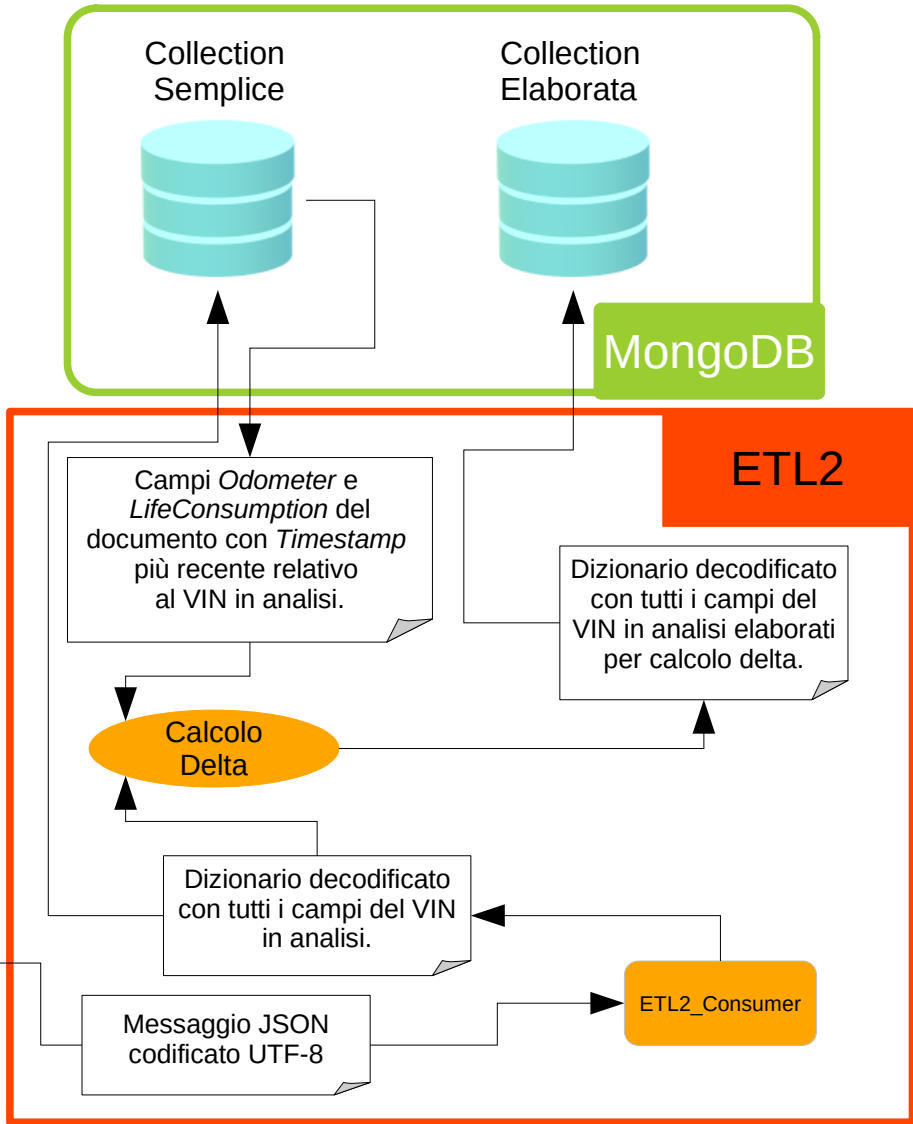 Collection
Semplice
Collection
Elaborata
MongoDB
ETL2
Campi Odometer e
LifeConsumption del
documento con Timestamp
più recente relativo
al VIN in analisi.
Dizionario decodificato
con tutti i campi del
VIN in analisi elaborati
per calcolo delta.
Calcolo
Delta
Dizionario decodificato
con tutti i campi del VIN
in analisi.
ETL2_Consumer
Messaggio JSON
codificato UTF-8